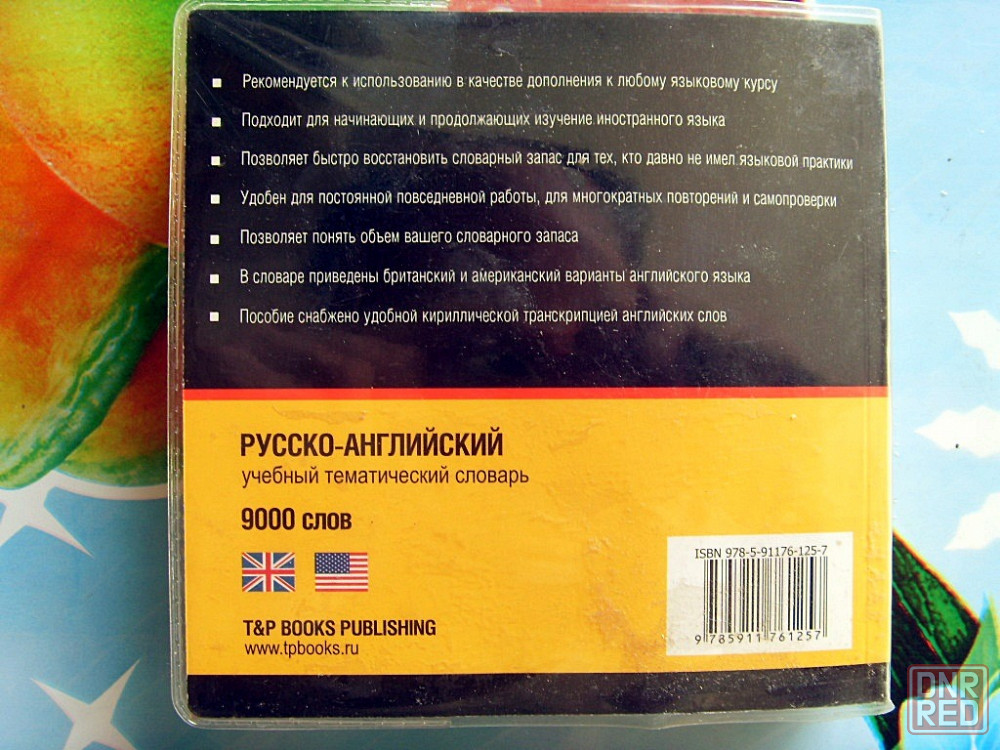 Рекомендуется к использованию в качестве дополнения к любому языковому курсу
Подходит для начинающих и продолжающих изучение иностранного языка
Позволяет быстро восстановить словарный запас для тех, кто давно не имел языковой практики
Удобен для постоянной повседневной работы, для многократных повторений и самопроверки
Позволяет понять объем вашего словарного запаса
В словаре приведены британский и американский варианты английского языка
Пособие снабжено удобной кириллической транскрипцией английских слов
РУССКО-АНГЛИЙСКИЙ
учебный тематический словарь
9000 слов
ISBN 978-5-91176-125-7
9 785911 761257
T&P BOOKS PUBLISHING
www.tpbooks.ru
DNR
RED